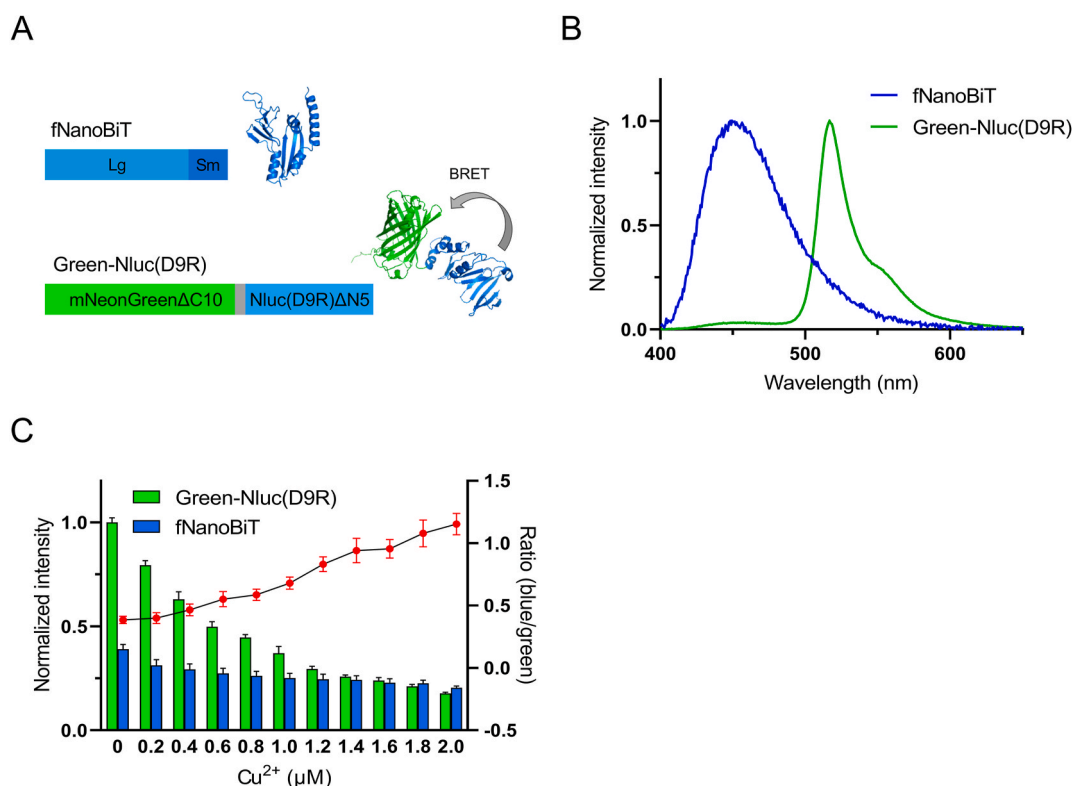 A
fNanoBiT
Lg Sm
BRET
Green-Nluc(D9R)
mNeonGreenΔC10 Nluc(D9R)ΔN5
B
fNanoBiT
Green-Nluc(D9R)
Normalized intensity
1.0
0.5
0.0
400 500 600
Wavelength (nm)
C
Green-Nluc(D9R)
fNanoBiT
Normalized intensity
1.0
0.5
0.0
1.5
1.0
0.5
0.0
-0.5
Ratio (blue/green)
0 0.2 0.4 0.6 0.8 1.0 1.2 1.4 1.6 1.8 2.0
Cu²⁺ (µM)